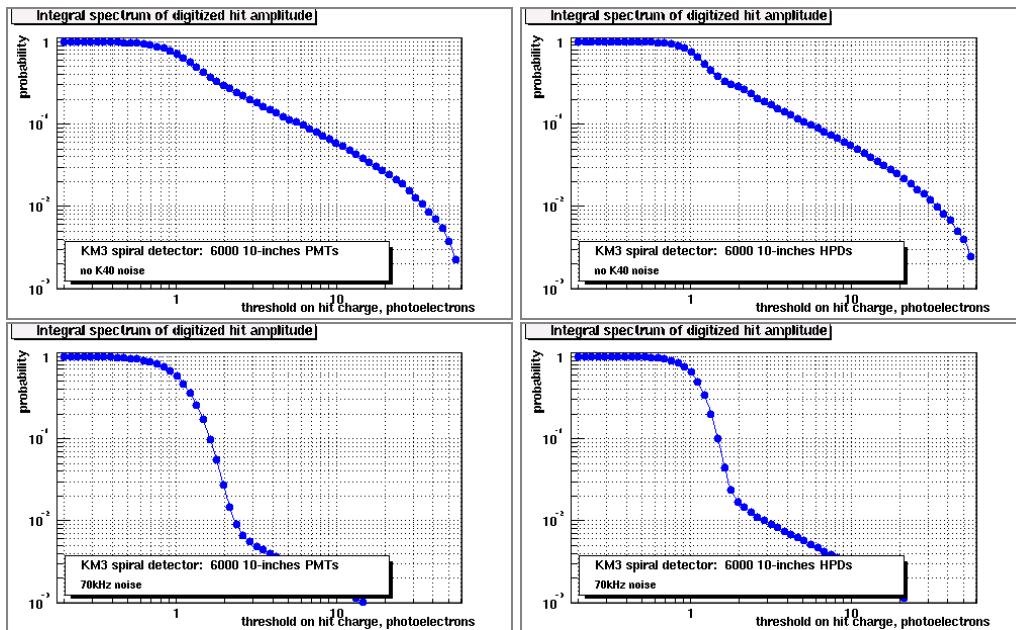 Integral spectrum of digitized hit amplitude
probability
1
10^-1
10^-2
10^-3
KM3 spiral detector: 6000 10-inches PMTs
no K40 noise
1
10
threshold on hit charge, photoelectrons
Integral spectrum of digitized hit amplitude
probability
1
10^-1
10^-2
10^-3
KM3 spiral detector: 6000 10-inches HPDs
no K40 noise
1
10
threshold on hit charge, photoelectrons
Integral spectrum of digitized hit amplitude
probability
1
10^-1
10^-2
10^-3
KM3 spiral detector: 6000 10-inches PMTs
70kHz noise
1
10
threshold on hit charge, photoelectrons
Integral spectrum of digitized hit amplitude
probability
1
10^-1
10^-2
10^-3
KM3 spiral detector: 6000 10-inches HPDs
70kHz noise
1
10
threshold on hit charge, photoelectrons